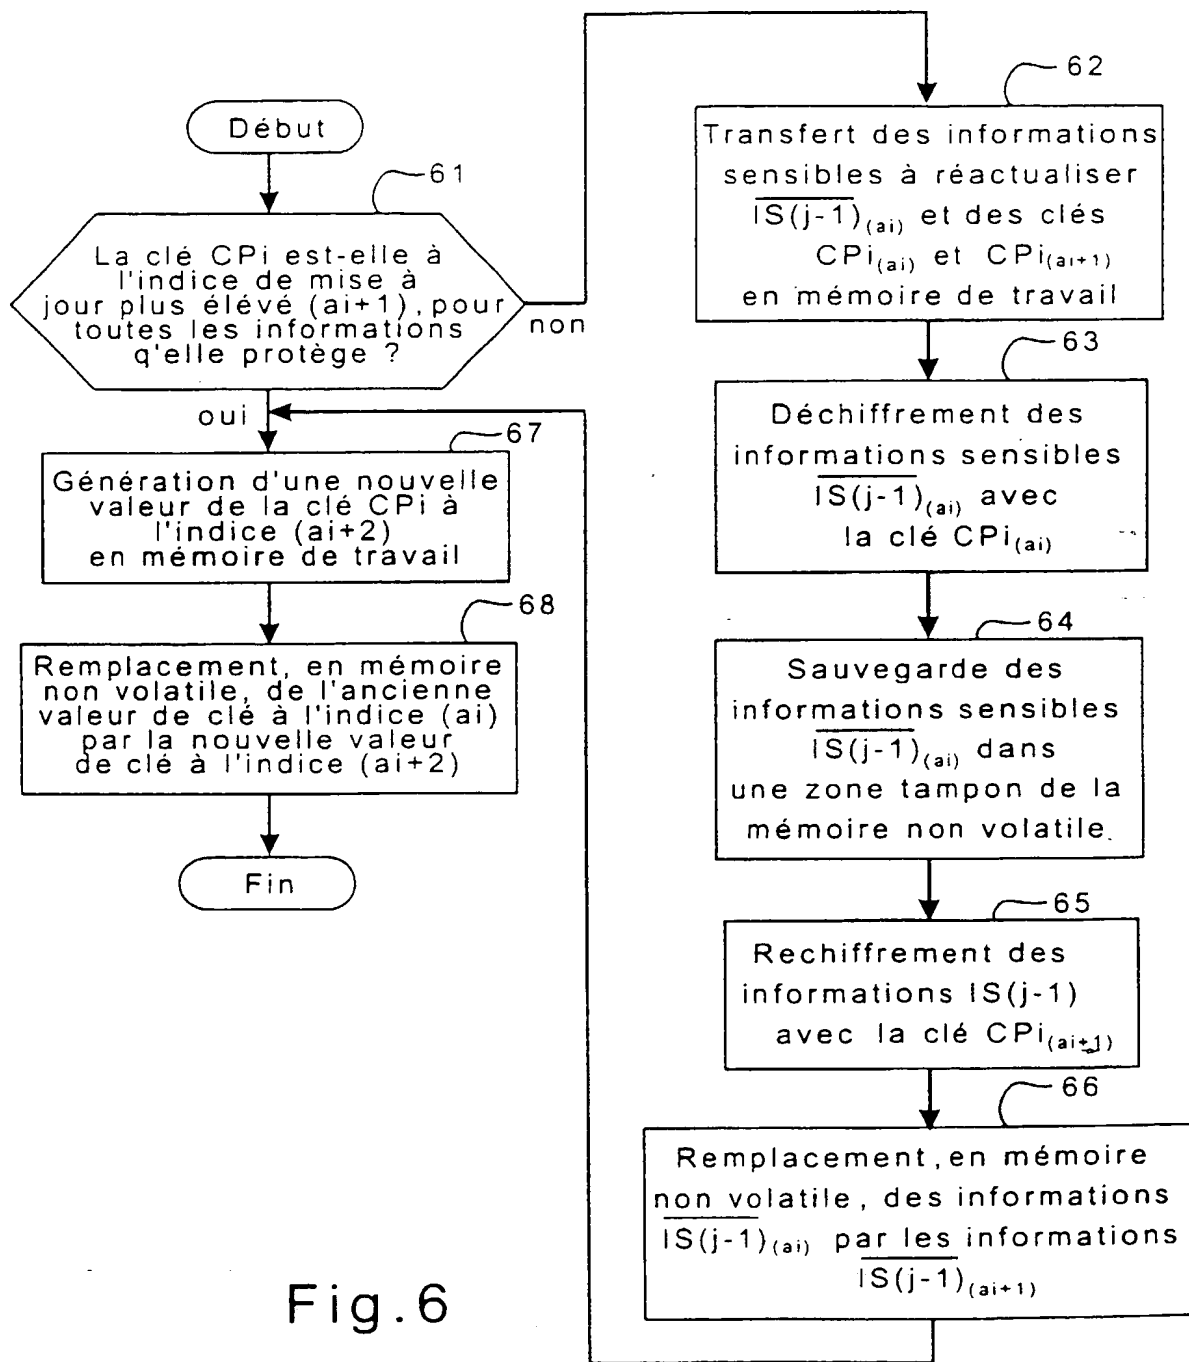 Début
61
La clé CPi est-elle à
l'indice de mise à
jour plus élévé (ai+1), pour
toutes les informations
qu'elle protège ?
non
oui
67
Génération d'une nouvelle
valeur de la clé CPi à
l'indice (ai+2)
en mémoire de travail
68
Remplacement, en mémoire
non volatile, de l'ancienne
valeur de clé à l'indice (ai)
par la nouvelle valeur
de clé à l'indice (ai+2)
Fin
62
Transfert des informations
sensibles à réactualiser
IS(j-1)(ai) et des clés
CPi(ai) et CPi(ai+1)
en mémoire de travail
63
Déchiffrement des
informations sensibles
IS(j-1)(ai) avec
la clé CPi(ai)
64
Sauvegarde des
informations sensibles
IS(j-1)(ai) dans
une zone tampon de la
mémoire non volatile.
65
Rechiffrement des
informations IS(j-1)
avec la clé CPi(ai+1)
66
Remplacement, en mémoire
non volatile, des informations
IS(j-1)(ai) par les informations
IS(j-1)(ai+1)
Fig.6